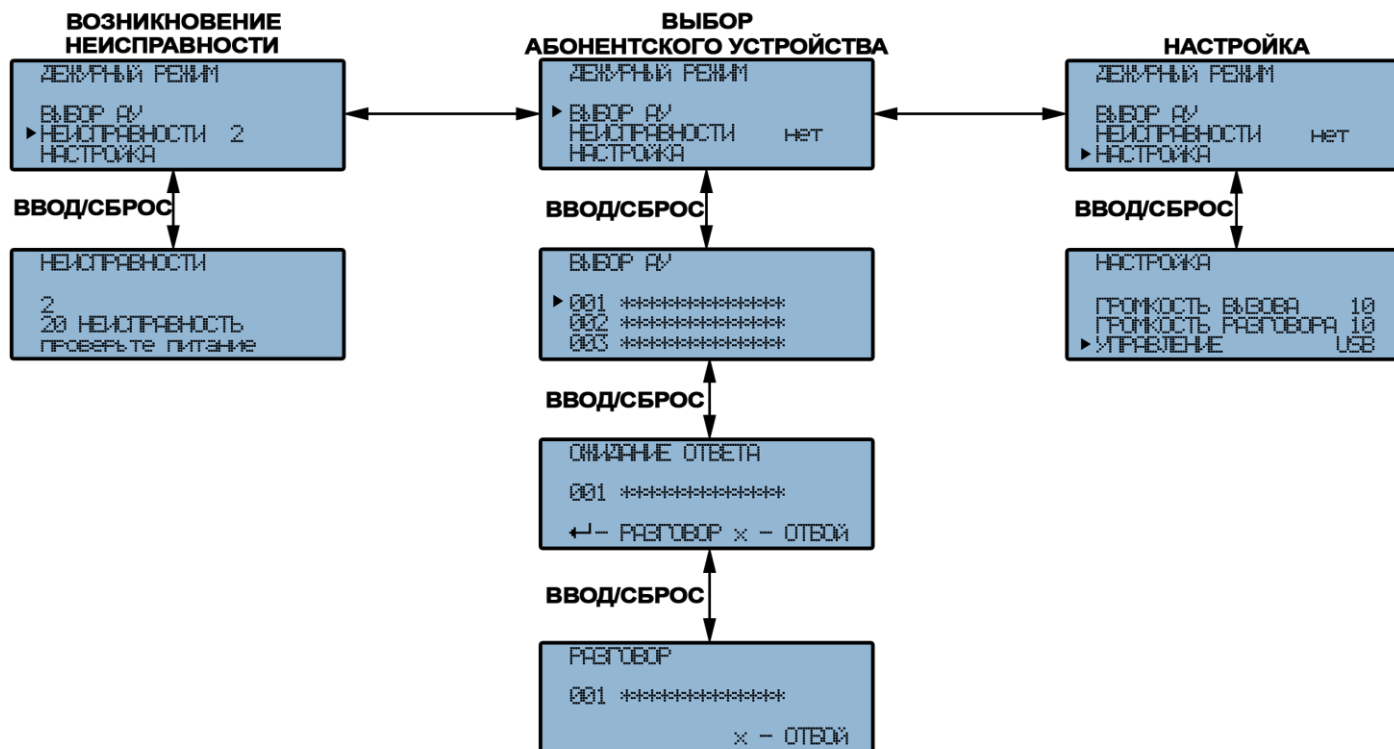 ВОЗНИКНОВЕНИЕ
НЕИСПРАВНОСТИ
ДЕЖУРНЫЙ РЕЖИМ
ВЫБОР АУ
►НЕИСПРАВНОСТИ 2
НАСТРОЙКА
ВВОД/СБРОС
НЕИСПРАВНОСТИ
2
20 НЕИСПРАВНОСТЬ
проверьте питание
ВЫБОР
АБОНЕНТСКОГО УСТРОЙСТВА
ДЕЖУРНЫЙ РЕЖИМ
►ВЫБОР АУ
НЕИСПРАВНОСТИ нет
НАСТРОЙКА
ВВОД/СБРОС
ВЫБОР АУ
►001 **************
002 **************
003 **************
ВВОД/СБРОС
ОЖИДАНИЕ ОТВЕТА
001 **************
↵– РАЗГОВОР x – ОТБОЙ
ВВОД/СБРОС
РАЗГОВОР
001 **************
x – ОТБОЙ
НАСТРОЙКА
ДЕЖУРНЫЙ РЕЖИМ
ВЫБОР АУ
НЕИСПРАВНОСТИ нет
►НАСТРОЙКА
ВВОД/СБРОС
НАСТРОЙКА
ГРОМКОСТЬ ВЫЗОВА 10
ГРОМКОСТЬ РАЗГОВОРА 10
►УПРАВЛЕНИЕ USB